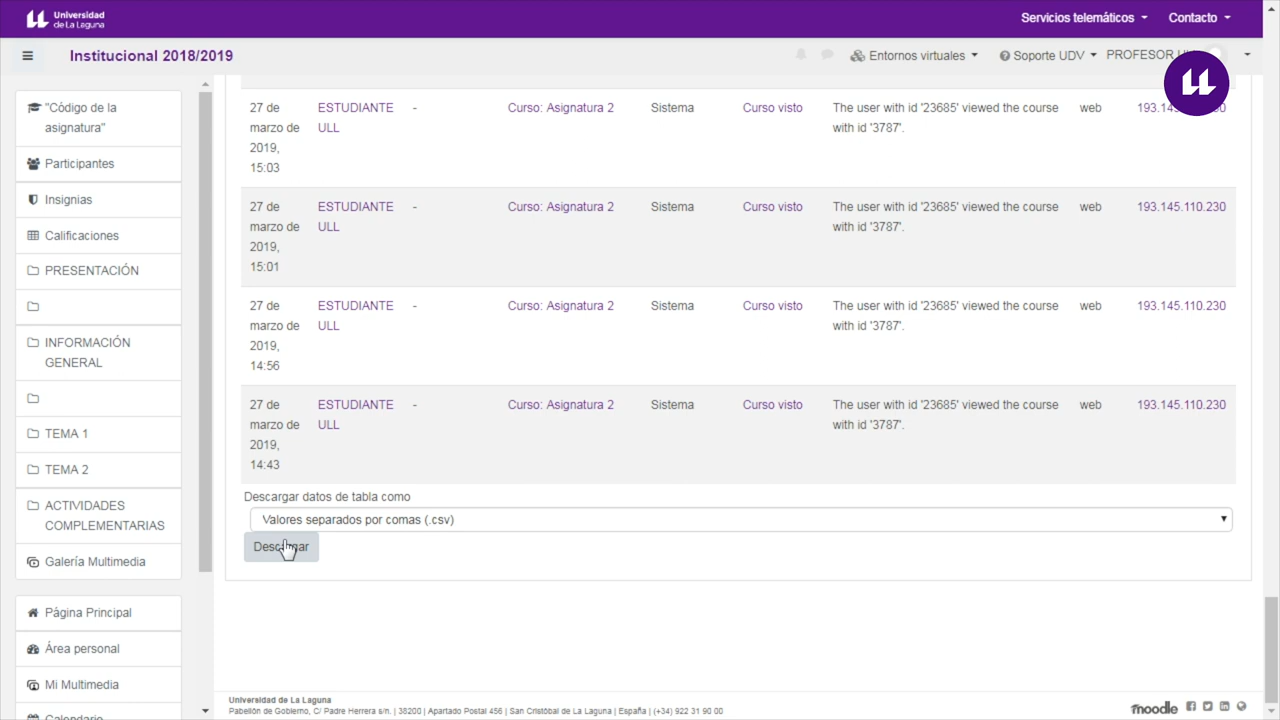 Universidad
de La Laguna
Servicios telemáticos
Contacto
Institucional 2018/2019
Entornos virtuales
Soporte UDV
PROFESOR
"Código de la
asignatura"
Participantes
Insignias
Calificaciones
PRESENTACIÓN
INFORMACIÓN
GENERAL
TEMA 1
TEMA 2
ACTIVIDADES
COMPLEMENTARIAS
Galería Multimedia
Página Principal
Área personal
Mi Multimedia
Calendario
27 de ESTUDIANTE - Curso: Asignatura 2 Sistema Curso visto The user with id '23685' viewed the course web
marzo de ULL with id '3787'.
2019,
15:03
27 de ESTUDIANTE - Curso: Asignatura 2 Sistema Curso visto The user with id '23685' viewed the course web 193.145.110.230
marzo de ULL with id '3787'.
2019,
15:01
27 de ESTUDIANTE - Curso: Asignatura 2 Sistema Curso visto The user with id '23685' viewed the course web 193.145.110.230
marzo de ULL with id '3787'.
2019,
14:56
27 de ESTUDIANTE - Curso: Asignatura 2 Sistema Curso visto The user with id '23685' viewed the course web 193.145.110.230
marzo de ULL with id '3787'.
2019,
14:43
Descargar datos de tabla como
Valores separados por comas (.csv)
Descargar
Universidad de La Laguna
Pabellón de Gobierno, C/ Padre Herrera s/n. | 38200 | Apartado Postal 456 | San Cristóbal de La Laguna | España | (+34) 922 31 90 00
moodle